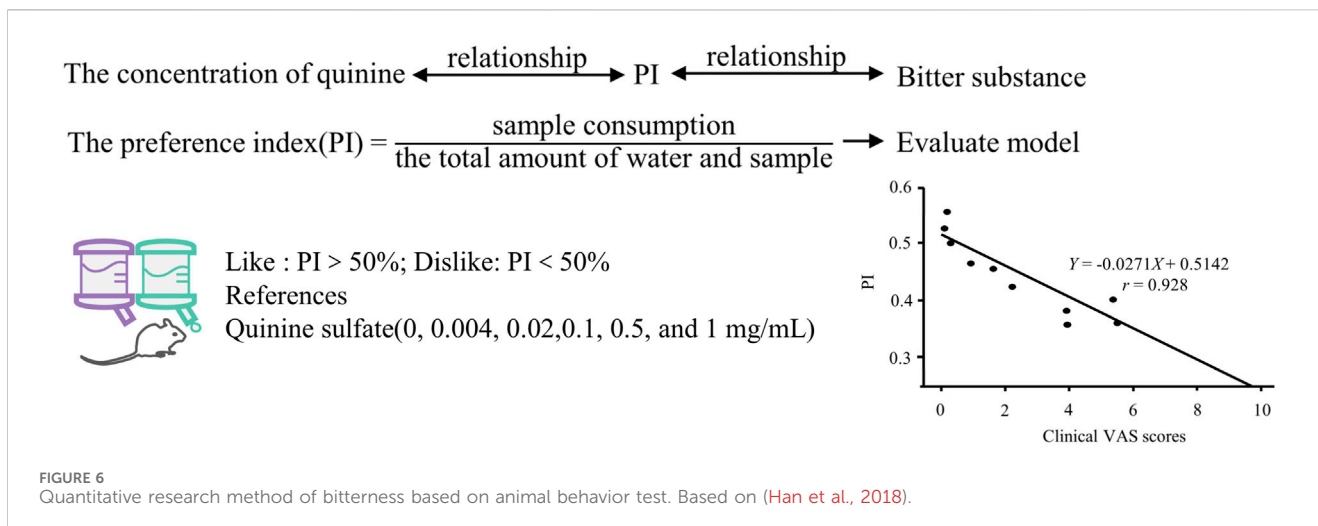 relationship relationship
The concentration of quinine PI Bitter substance
sample consumption
The preference index(PI) = Evaluate model
the total amount of water and sample
Like : PI > 50%; Dislike: PI < 50%
References
Quinine sulfate(0, 0.004, 0.02,0.1, 0.5, and 1 mg/mL)
0.6
0.5
0.4
0.3
PI
Y = -0.0271X + 0.5142
r = 0.928
0 2 4 6 8 10
Clinical VAS scores
FIGURE 6
Quantitative research method of bitterness based on animal behavior test. Based on (Han et al., 2018).